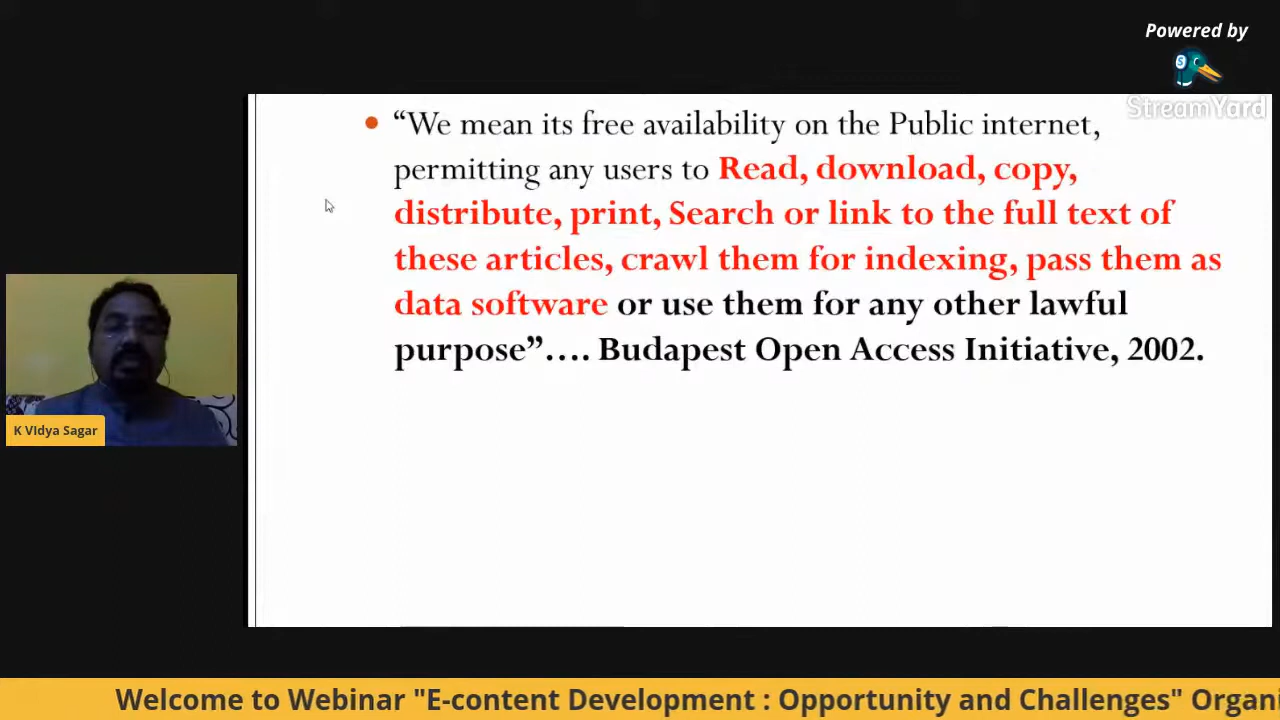 Powered by
StreamYard
“We mean its free availability on the Public internet,
permitting any users to Read, download, copy,
distribute, print, Search or link to the full text of
these articles, crawl them for indexing, pass them as
data software or use them for any other lawful
purpose”…. Budapest Open Access Initiative, 2002.
K Vidya Sagar
Welcome to Webinar "E-content Development : Opportunity and Challenges" Organi